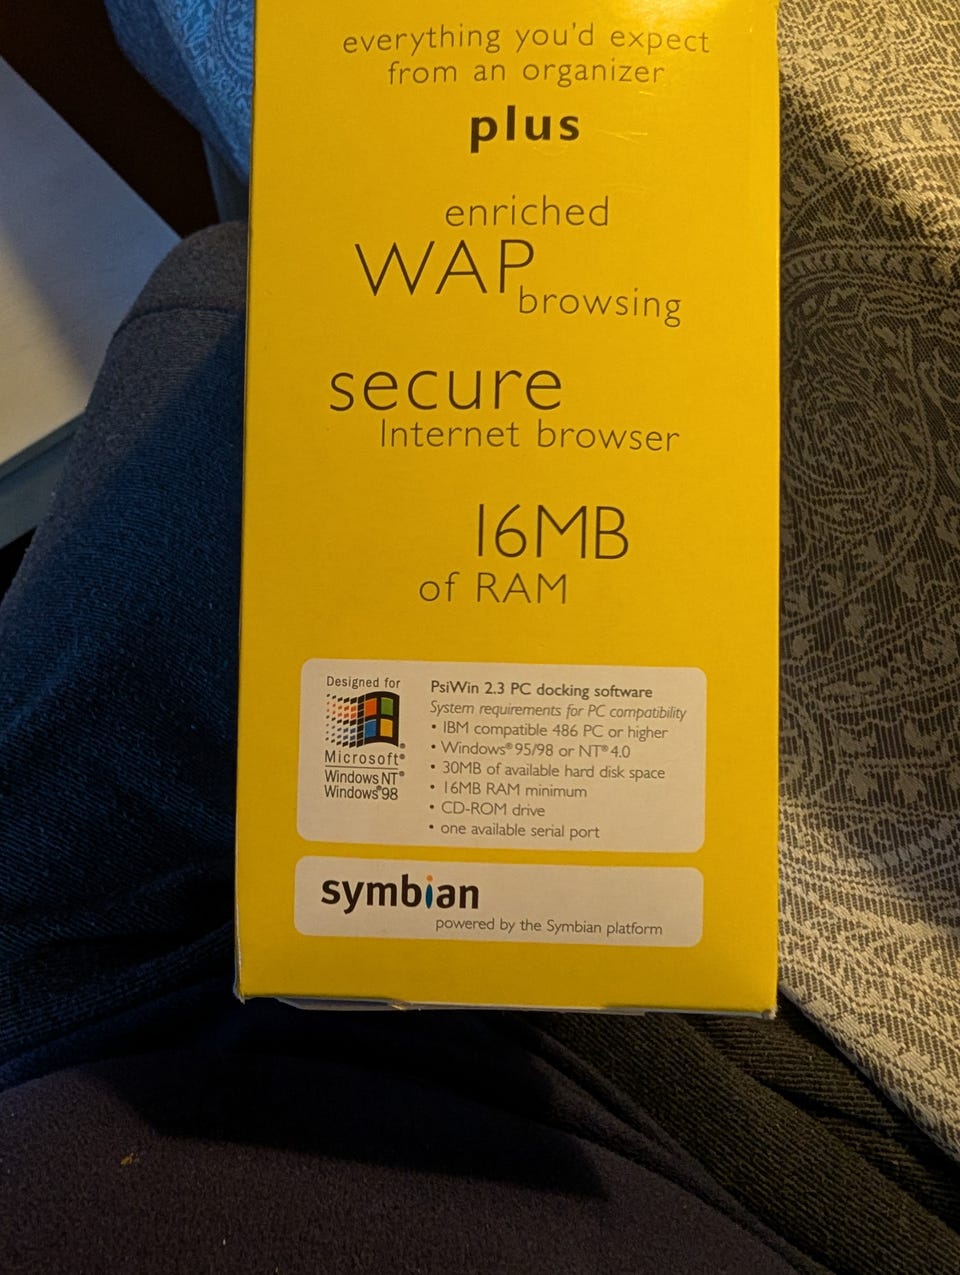 everything you'd expect
from an organizer
plus
enriched
WAP
browsing
secure
Internet browser
16MB
of RAM
Designed for
Microsoft®
Windows NT®
Windows®98
PsiWin 2.3 PC docking software
System requirements for PC compatibility
• IBM compatible 486 PC or higher
• Windows® 95/98 or NT® 4.0
• 30MB of available hard disk space
• 16MB RAM minimum
• CD-ROM drive
• one available serial port
symbian
powered by the Symbian platform